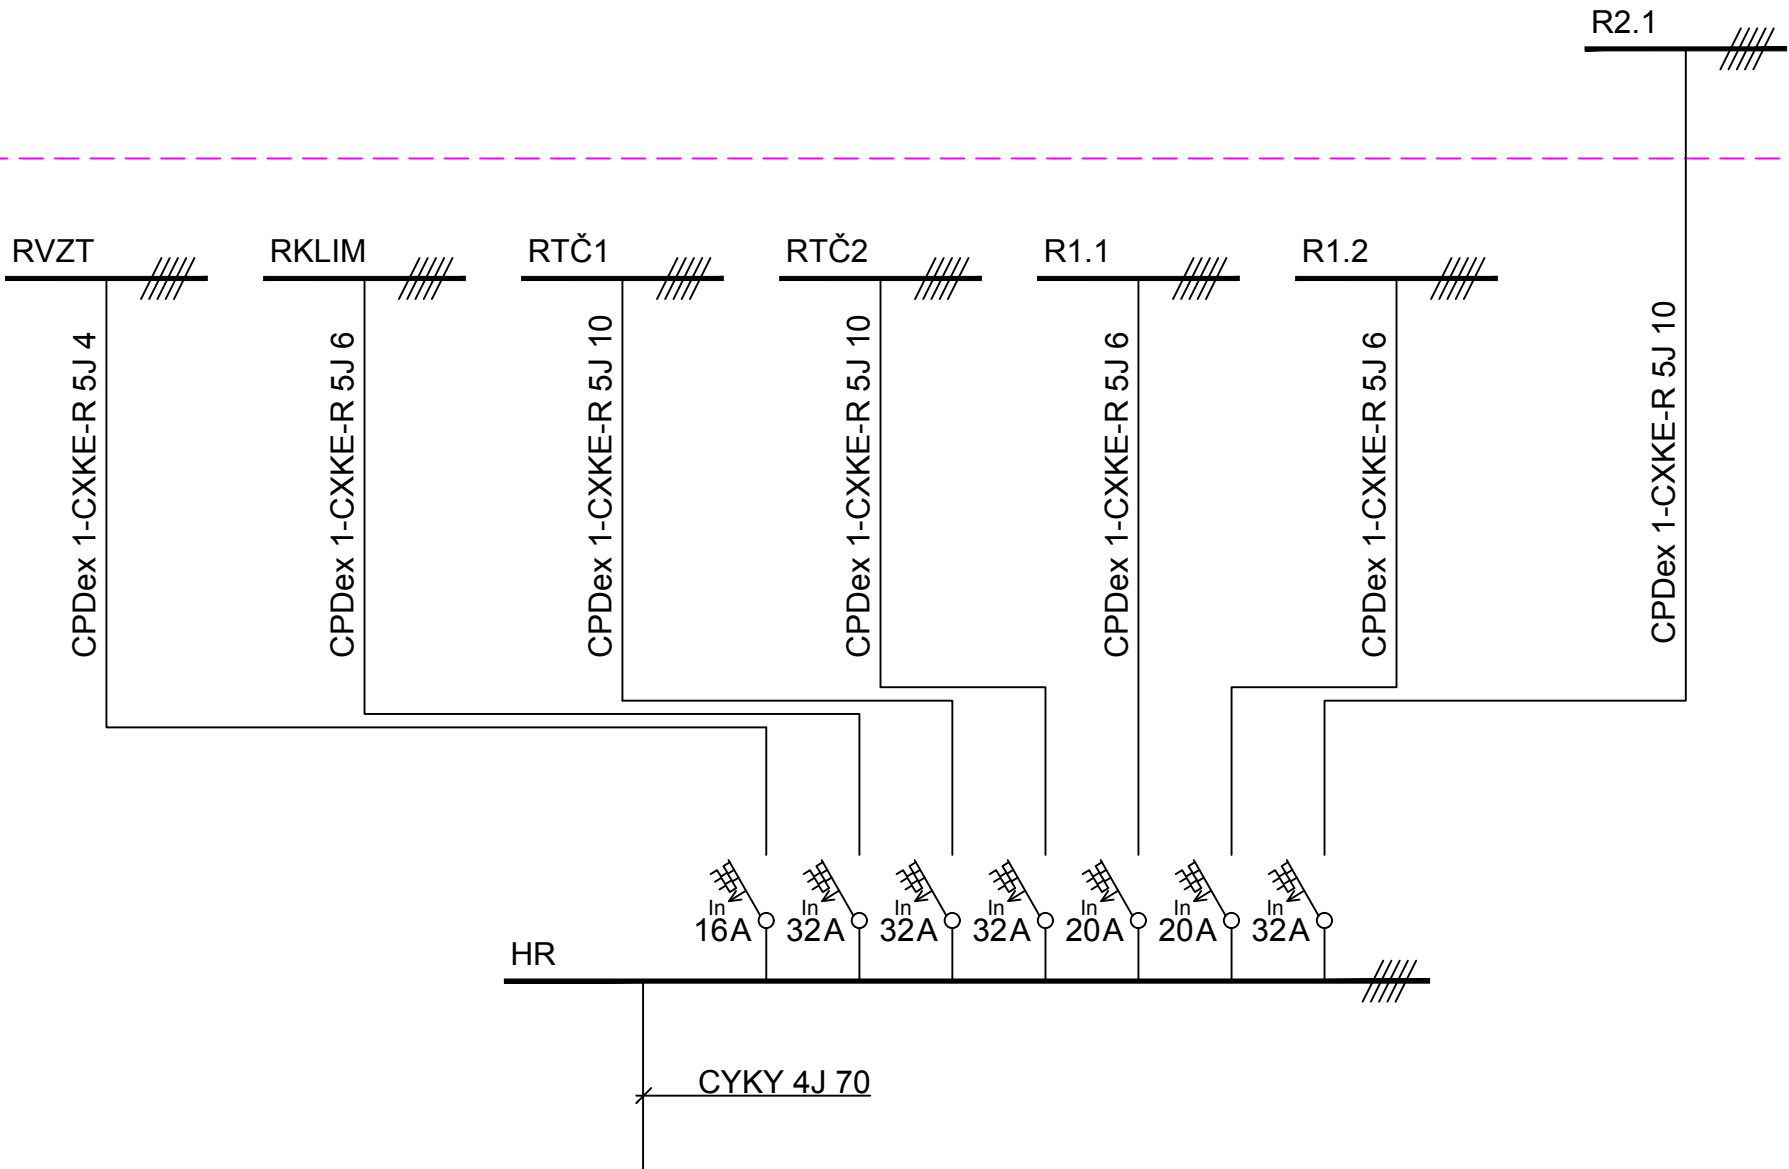 R2.1
RVZT
RKLIM
RTČ1
RTČ2
R1.1
R1.2
CPDex 1-CXKE-R 5J 4
CPDex 1-CXKE-R 5J 6
CPDex 1-CXKE-R 5J 10
CPDex 1-CXKE-R 5J 10
CPDex 1-CXKE-R 5J 6
CPDex 1-CXKE-R 5J 6
CPDex 1-CXKE-R 5J 10
In
16A
In
32A
In
32A
In
32A
In
20A
In
20A
In
32A
HR
CYKY 4J 70